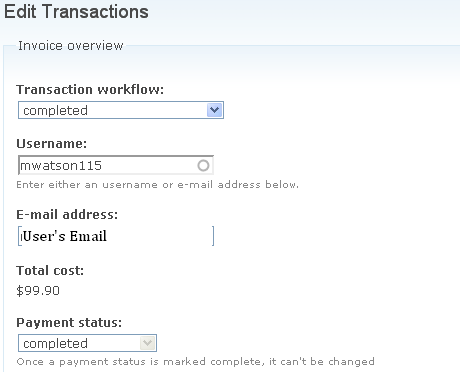 Edit Transactions
Invoice overview
Transaction workflow:
completed
Username:
mwatson115
Enter either an username or e-mail address below.
E-mail address:
User's Email
Total cost:
$99.90
Payment status:
completed
Once a payment status is marked complete, it can't be changed